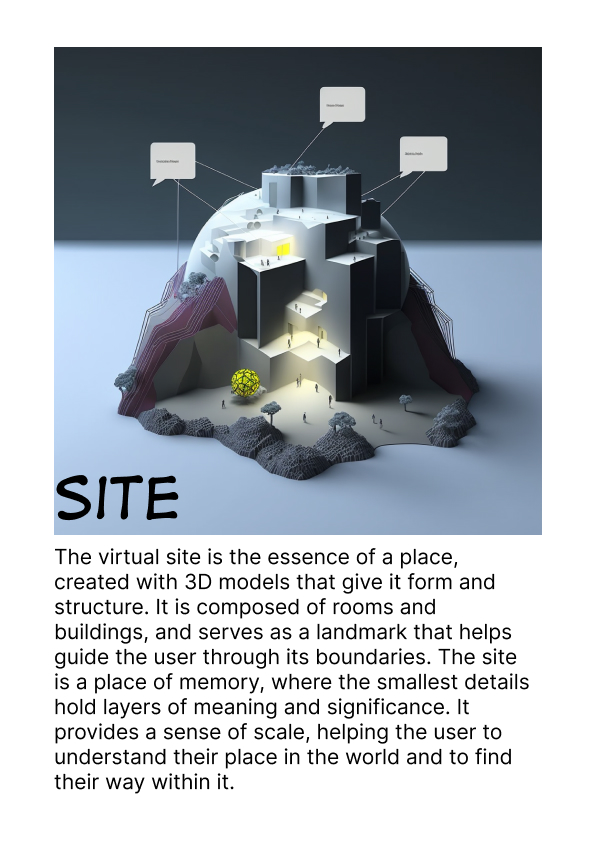 SITE
The virtual site is the essence of a place,
created with 3D models that give it form and
structure. It is composed of rooms and
buildings, and serves as a landmark that helps
guide the user through its boundaries. The site
is a place of memory, where the smallest details
hold layers of meaning and significance. It
provides a sense of scale, helping the user to
understand their place in the world and to find
their way within it.